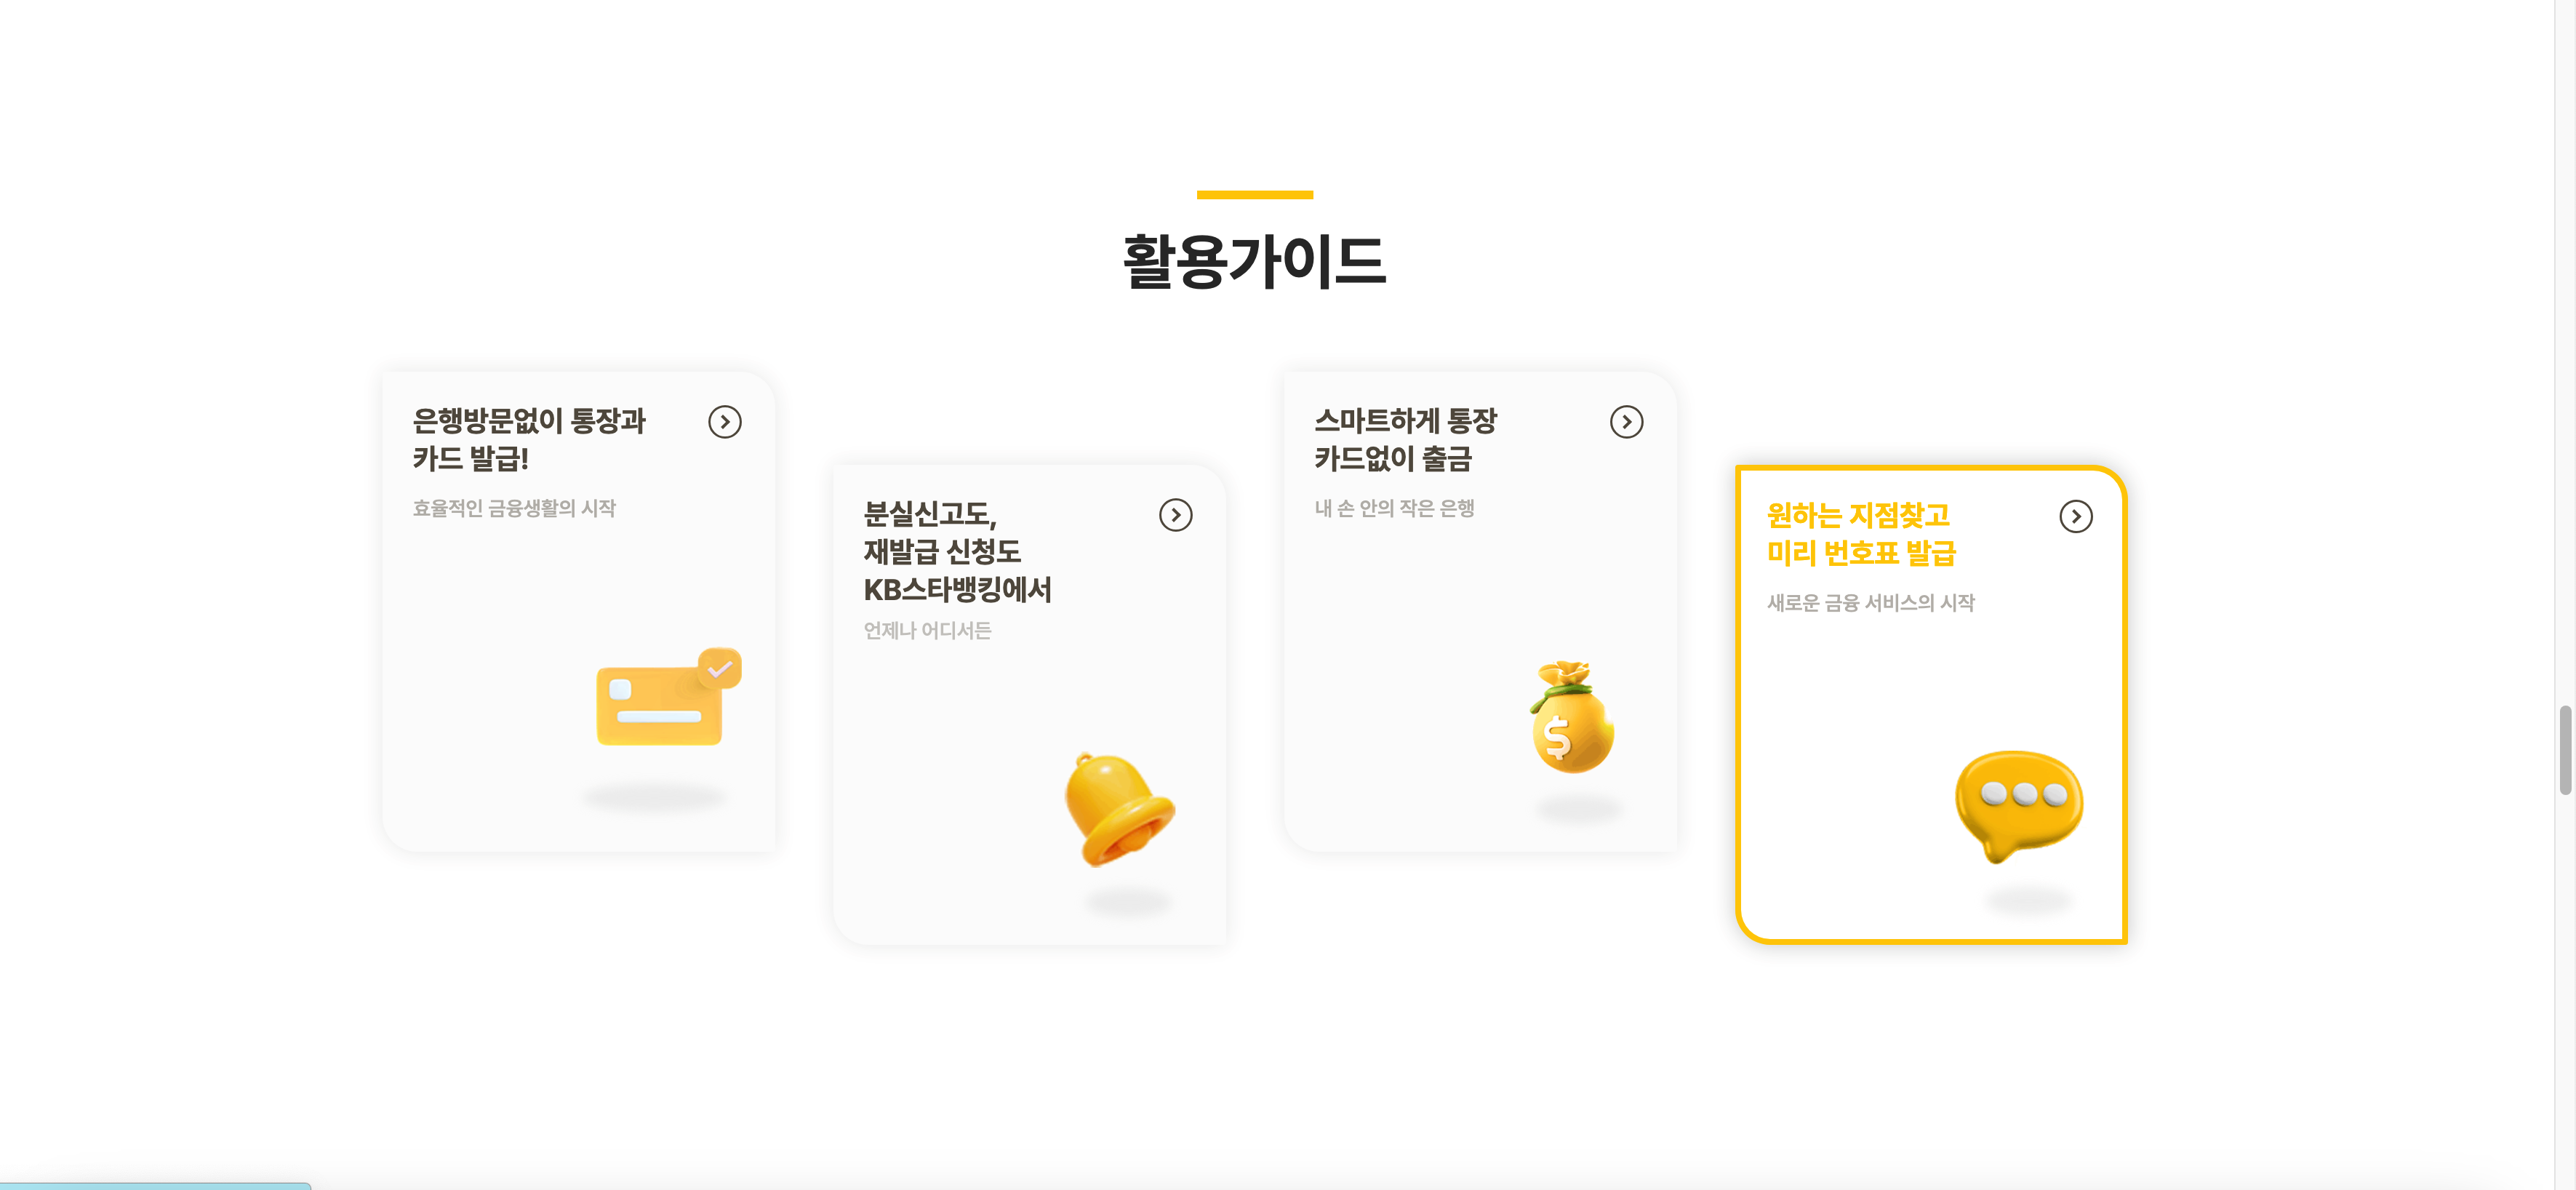 활용가이드
은행방문없이 통장과
카드 발급!
효율적인 금융생활의 시작
분실신고도,
재발급 신청도
KB스타뱅킹에서
언제나 어디서든
스마트하게 통장
카드없이 출금
내 손 안의 작은 은행
$
원하는 지점찾고
미리 번호표 발급
새로운 금융 서비스의 시작